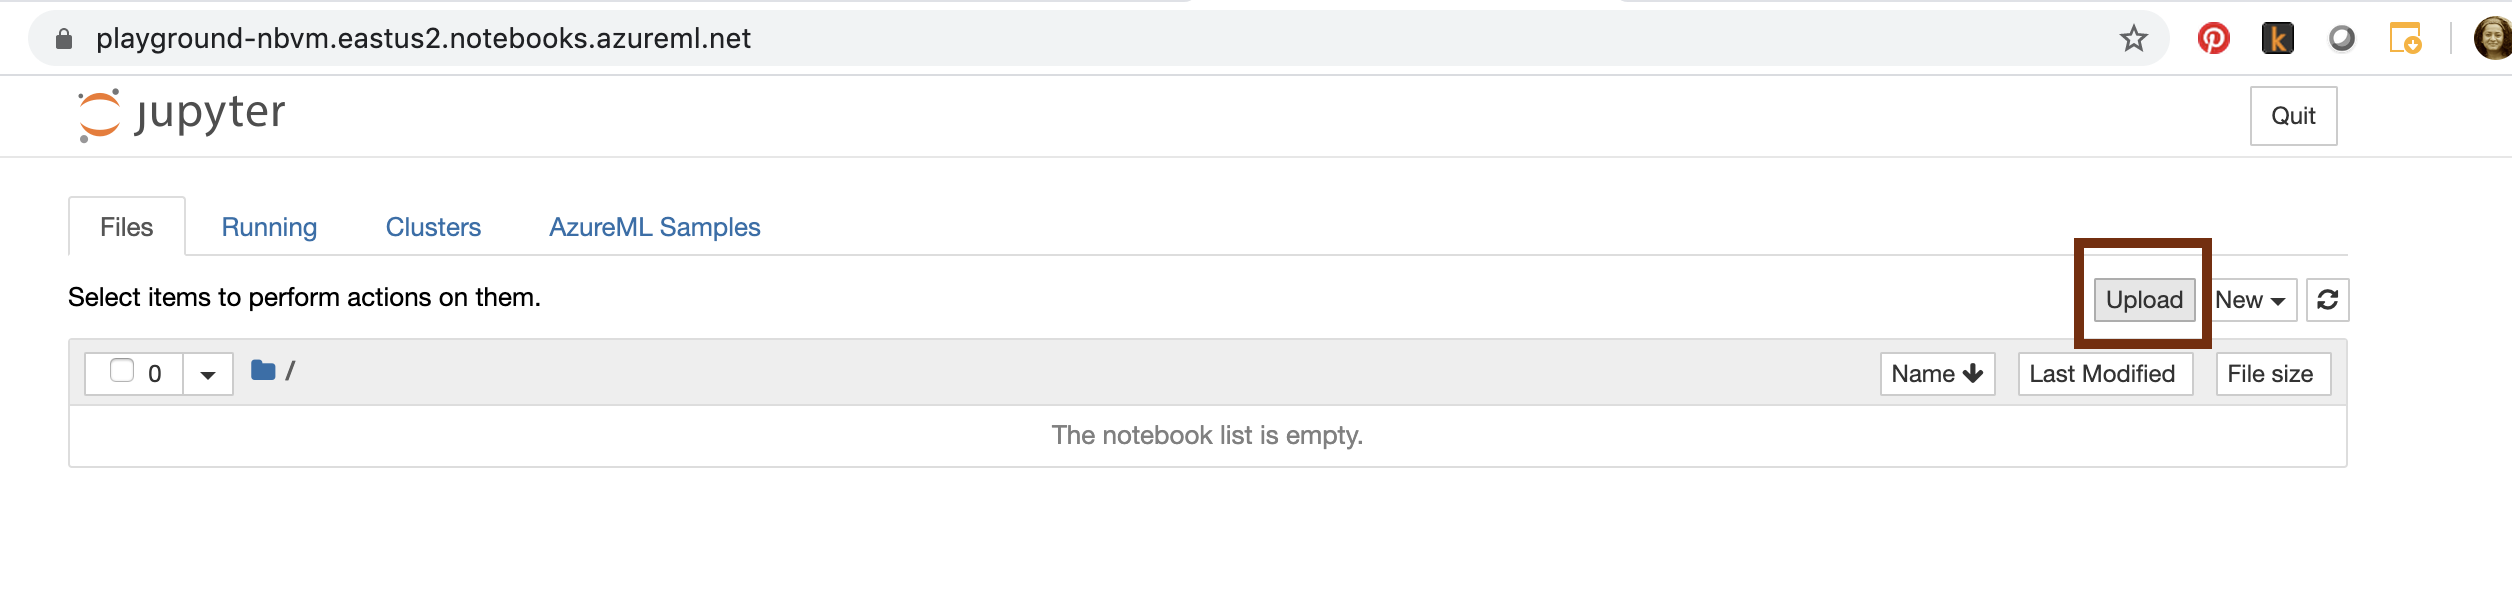 playground-nbvm.eastus2.notebooks.azureml.net
k
jupyter
Quit
Files Running Clusters AzureML Samples
Select items to perform actions on them.
Upload New
0 /
Name Last Modified File size
The notebook list is empty.